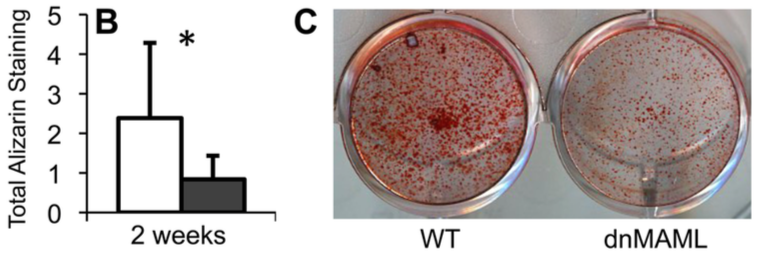 B
Total Alizarin Staining
5
4
3
2
1
0
*
2 weeks
C
WT
dnMAML